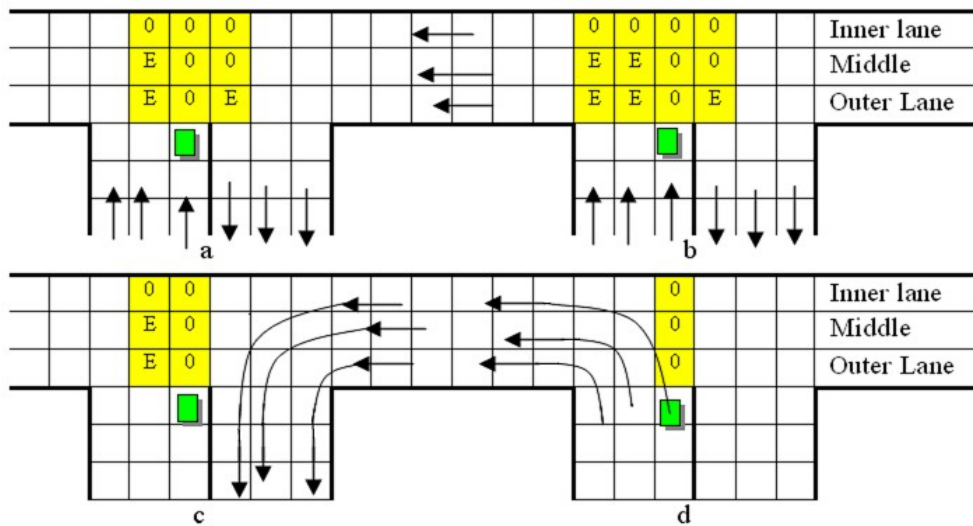 0 0 0 0 0 0 0 Inner lane
E 0 0 E E 0 0 Middle
E 0 E E E 0 E Outer Lane
a b
0 0 0 Inner lane
E 0 0 Middle
E 0 0 Outer Lane
c d